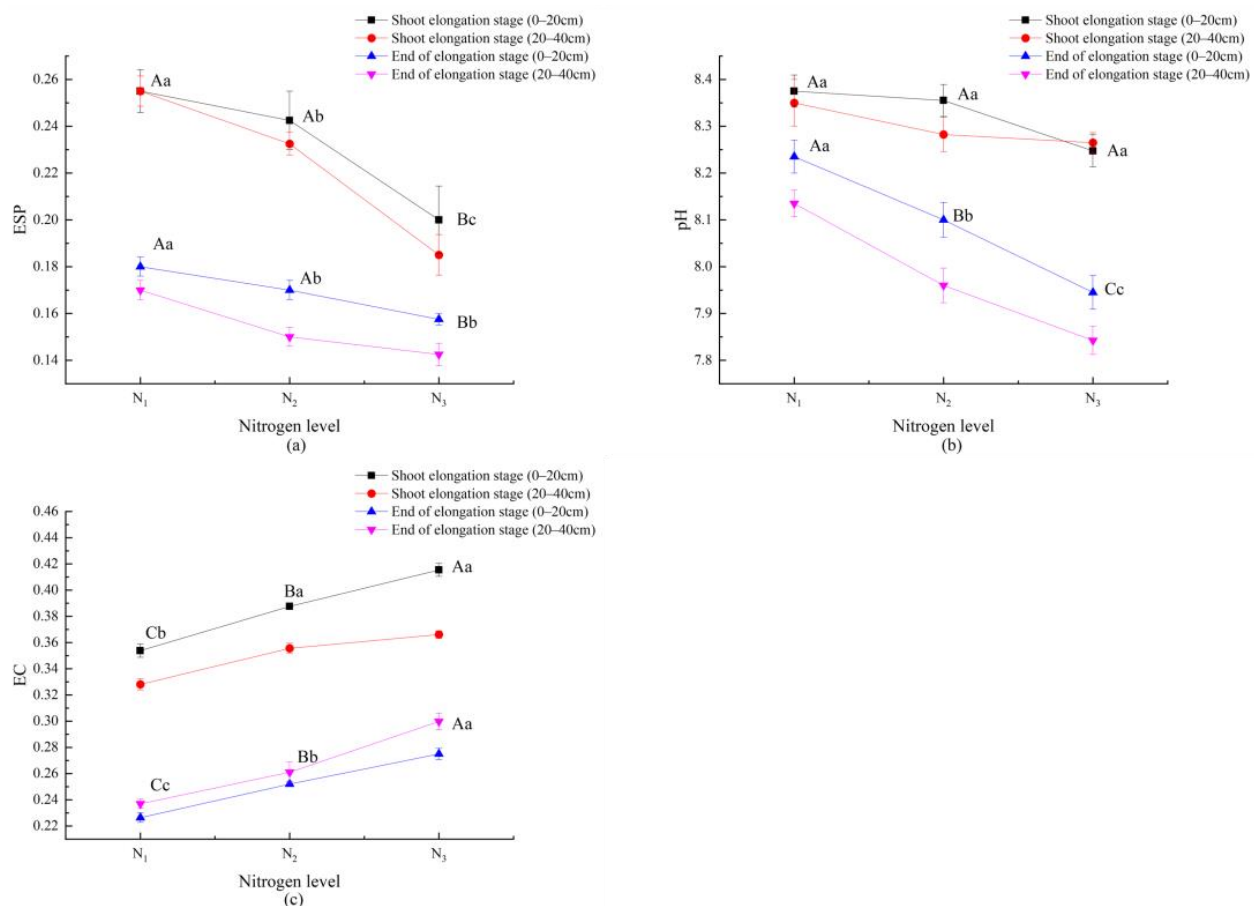 Shoot elongation stage (0–20cm)
Shoot elongation stage (20–40cm)
End of elongation stage (0–20cm)
End of elongation stage (20–40cm)
0.26
0.24
0.22
0.20
0.18
0.16
0.14
ESP
Aa
Ab
Bc
Aa
Ab
Bb
N₁
N₂
N₃
Nitrogen level
(a)
Shoot elongation stage (0–20cm)
Shoot elongation stage (20–40cm)
End of elongation stage (0–20cm)
End of elongation stage (20–40cm)
8.4
8.3
8.2
8.1
8.0
7.9
7.8
pH
Aa
Aa
Aa
Aa
Bb
Cc
N₁
N₂
N₃
Nitrogen level
(b)
Shoot elongation stage (0–20cm)
Shoot elongation stage (20–40cm)
End of elongation stage (0–20cm)
End of elongation stage (20–40cm)
0.46
0.44
0.42
0.40
0.38
0.36
0.34
0.32
0.30
0.28
0.26
0.24
0.22
EC
Cb
Ba
Aa
Cc
Bb
Aa
N₁
N₂
N₃
Nitrogen level
(c)